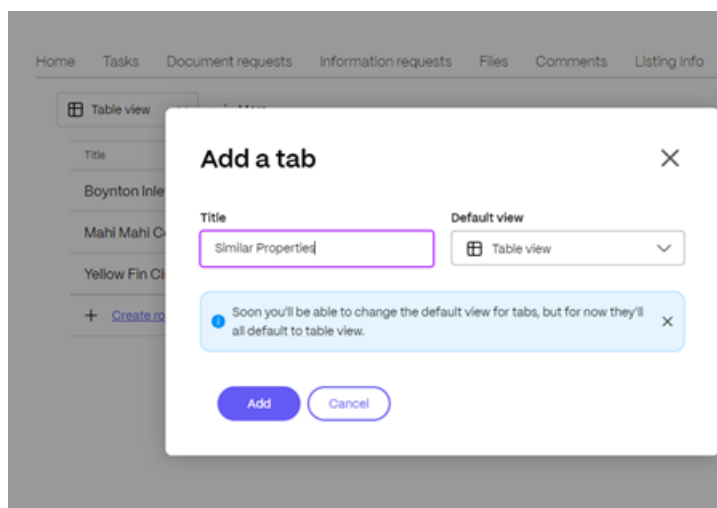 Home Tasks Document requests Information requests Files Comments Listing Info
Table view
Title
Boynton Inle
Mahi Mahi C
Yellow Fin Ci
+ Create ro
Add a tab
Title Default view
Similar Properties Table view
Soon you'll be able to change the default view for tabs, but for now they'll
all default to table view.
Add Cancel